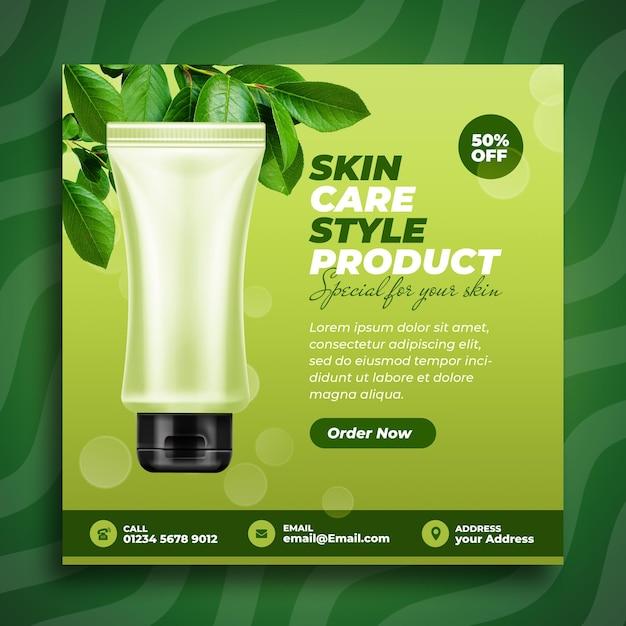 50%
OFF
SKIN
CARE
STYLE
PRODUCT
Special for your skin
Lorem ipsum dolor sit amet,
consectetur adipiscing elit,
sed do eiusmod tempor
incididunt ut labore et dolore
magna aliqua.
Order Now
CALL
01234 5678 9012
EMAIL
email@Email.com
ADDRESS
your Address